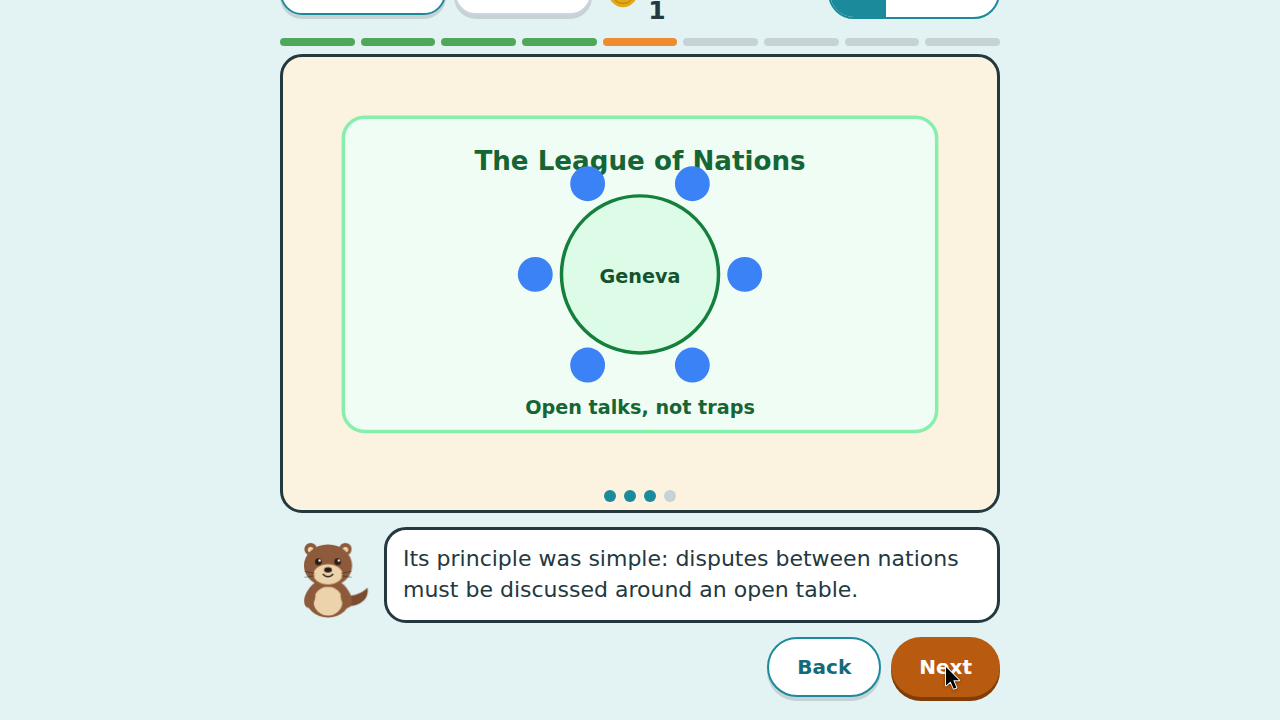 1
The League of Nations
Geneva
Open talks, not traps
Its principle was simple: disputes between nations
must be discussed around an open table.
Back
Next